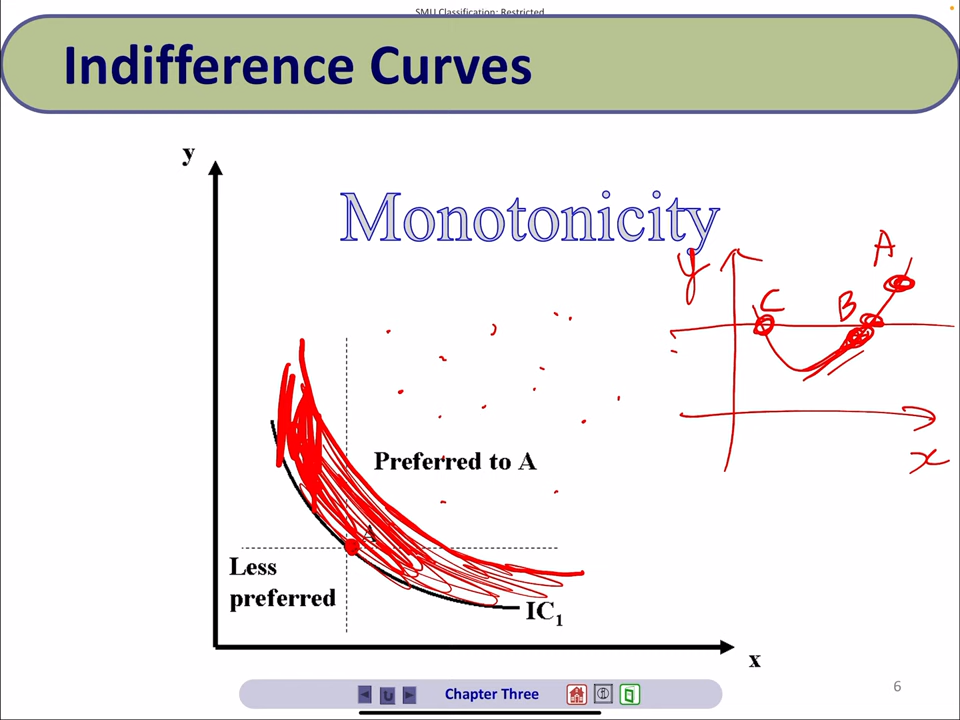 SMU Classification: Restricted
Indifference Curves
y
Monotonicity
A
y
C
B
Preferred to A
x
A
Less
preferred
IC1
x
Chapter Three
6